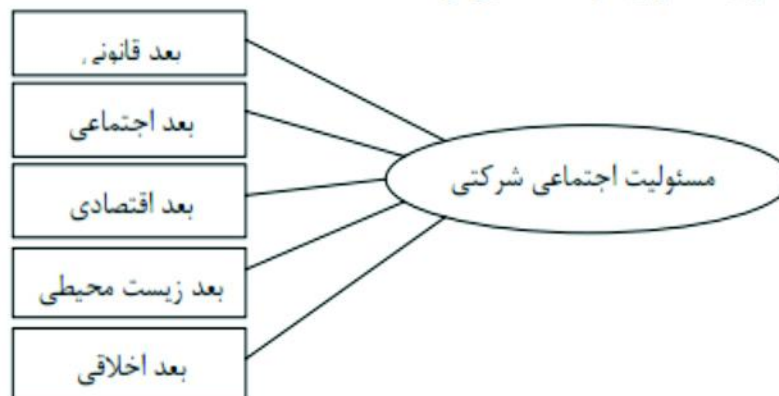 بعد قانونی
بعد اجتماعی
بعد اقتصادی
بعد زیست محیطی
بعد اخلاقی
مسئولیت اجتماعی شرکتی